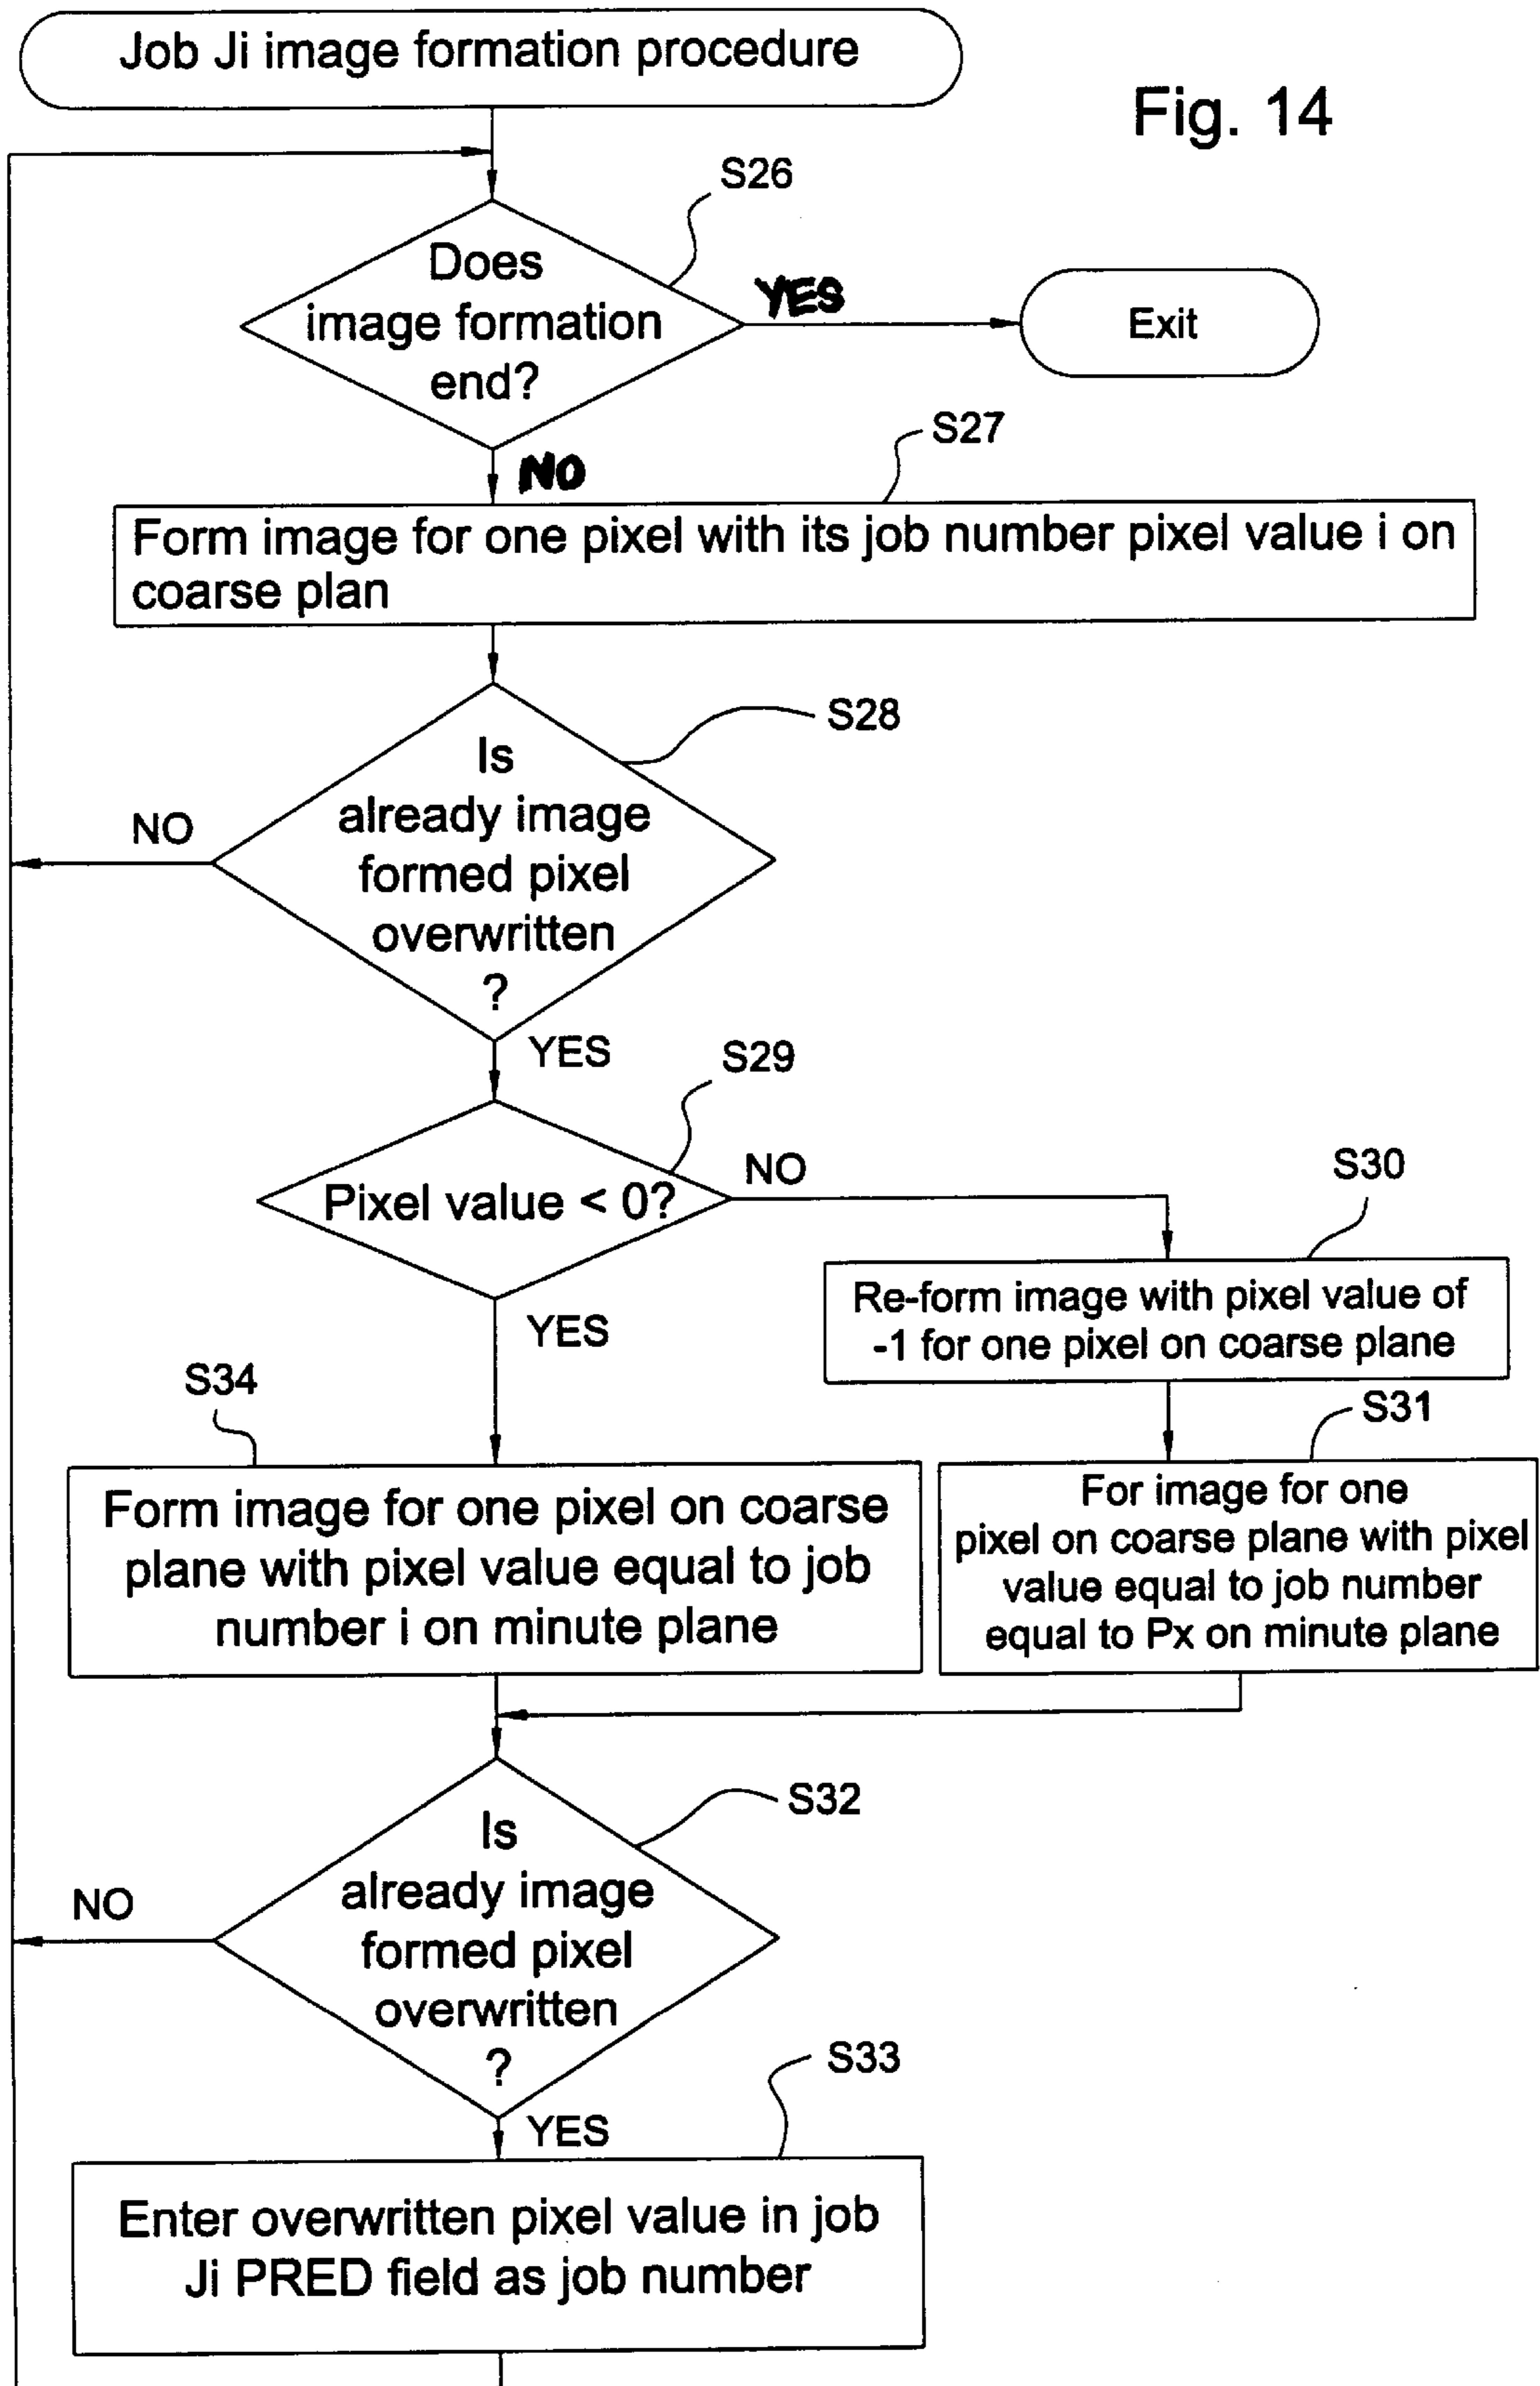 Job Ji image formation procedure
Fig. 14
S26
Does
image formation
end?
YES
Exit
NO
S27
Form image for one pixel with its job number pixel value i on
coarse plan
S28
Is
already image
formed pixel
overwritten
?
NO
YES
S29
Pixel value < 0?
NO
YES
S30
Re-form image with pixel value of
-1 for one pixel on coarse plane
S34
S31
Form image for one pixel on coarse
plane with pixel value equal to job
number i on minute plane
For image for one
pixel on coarse plane with pixel
value equal to job number
equal to Px on minute plane
S32
Is
already image
formed pixel
overwritten
?
NO
YES
S33
Enter overwritten pixel value in job
Ji PRED field as job number